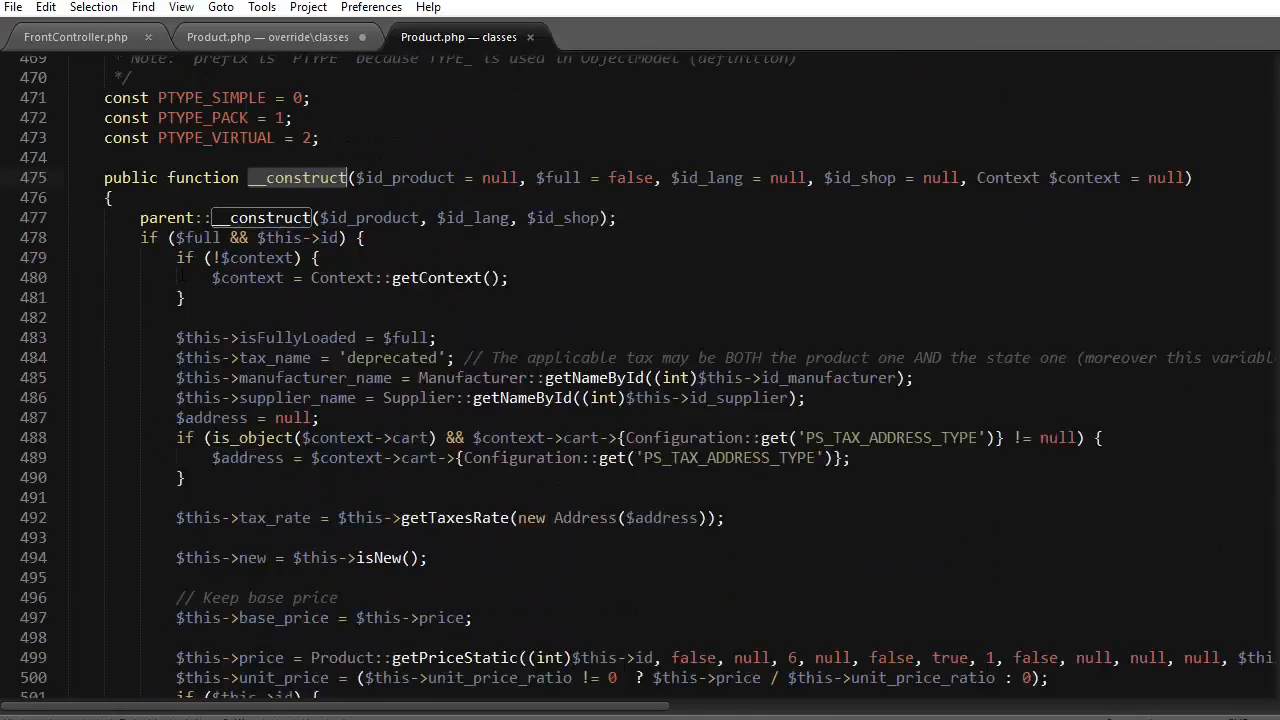 File Edit Selection Find View Goto Tools Project Preferences Help
FrontController.php × Product.php — override\classes Product.php — classes ×
469 * Note: prefix is PTYPE because TYPE_ is used in ObjectModel (definition)
470 */
471 const PTYPE_SIMPLE = 0;
472 const PTYPE_PACK = 1;
473 const PTYPE_VIRTUAL = 2;
474
475 public function __construct($id_product = null, $full = false, $id_lang = null, $id_shop = null, Context $context = null)
476 {
477 parent::__construct($id_product, $id_lang, $id_shop);
478 if ($full && $this->id) {
479 if (!$context) {
480 $context = Context::getContext();
481 }
482
483 $this->isFullyLoaded = $full;
484 $this->tax_name = 'deprecated'; // The applicable tax may be BOTH the product one AND the state one (moreover this variabl
485 $this->manufacturer_name = Manufacturer::getNameById((int)$this->id_manufacturer);
486 $this->supplier_name = Supplier::getNameById((int)$this->id_supplier);
487 $address = null;
488 if (is_object($context->cart) && $context->cart->{Configuration::get('PS_TAX_ADDRESS_TYPE')} != null) {
489 $address = $context->cart->{Configuration::get('PS_TAX_ADDRESS_TYPE')};
490 }
491
492 $this->tax_rate = $this->getTaxesRate(new Address($address));
493
494 $this->new = $this->isNew();
495
496 // Keep base price
497 $this->base_price = $this->price;
498
499 $this->price = Product::getPriceStatic((int)$this->id, false, null, 6, null, false, true, 1, false, null, null, null, $thi
500 $this->unit_price = ($this->unit_price_ratio != 0 ? $this->price / $this->unit_price_ratio : 0);
501 if ($this->id) {